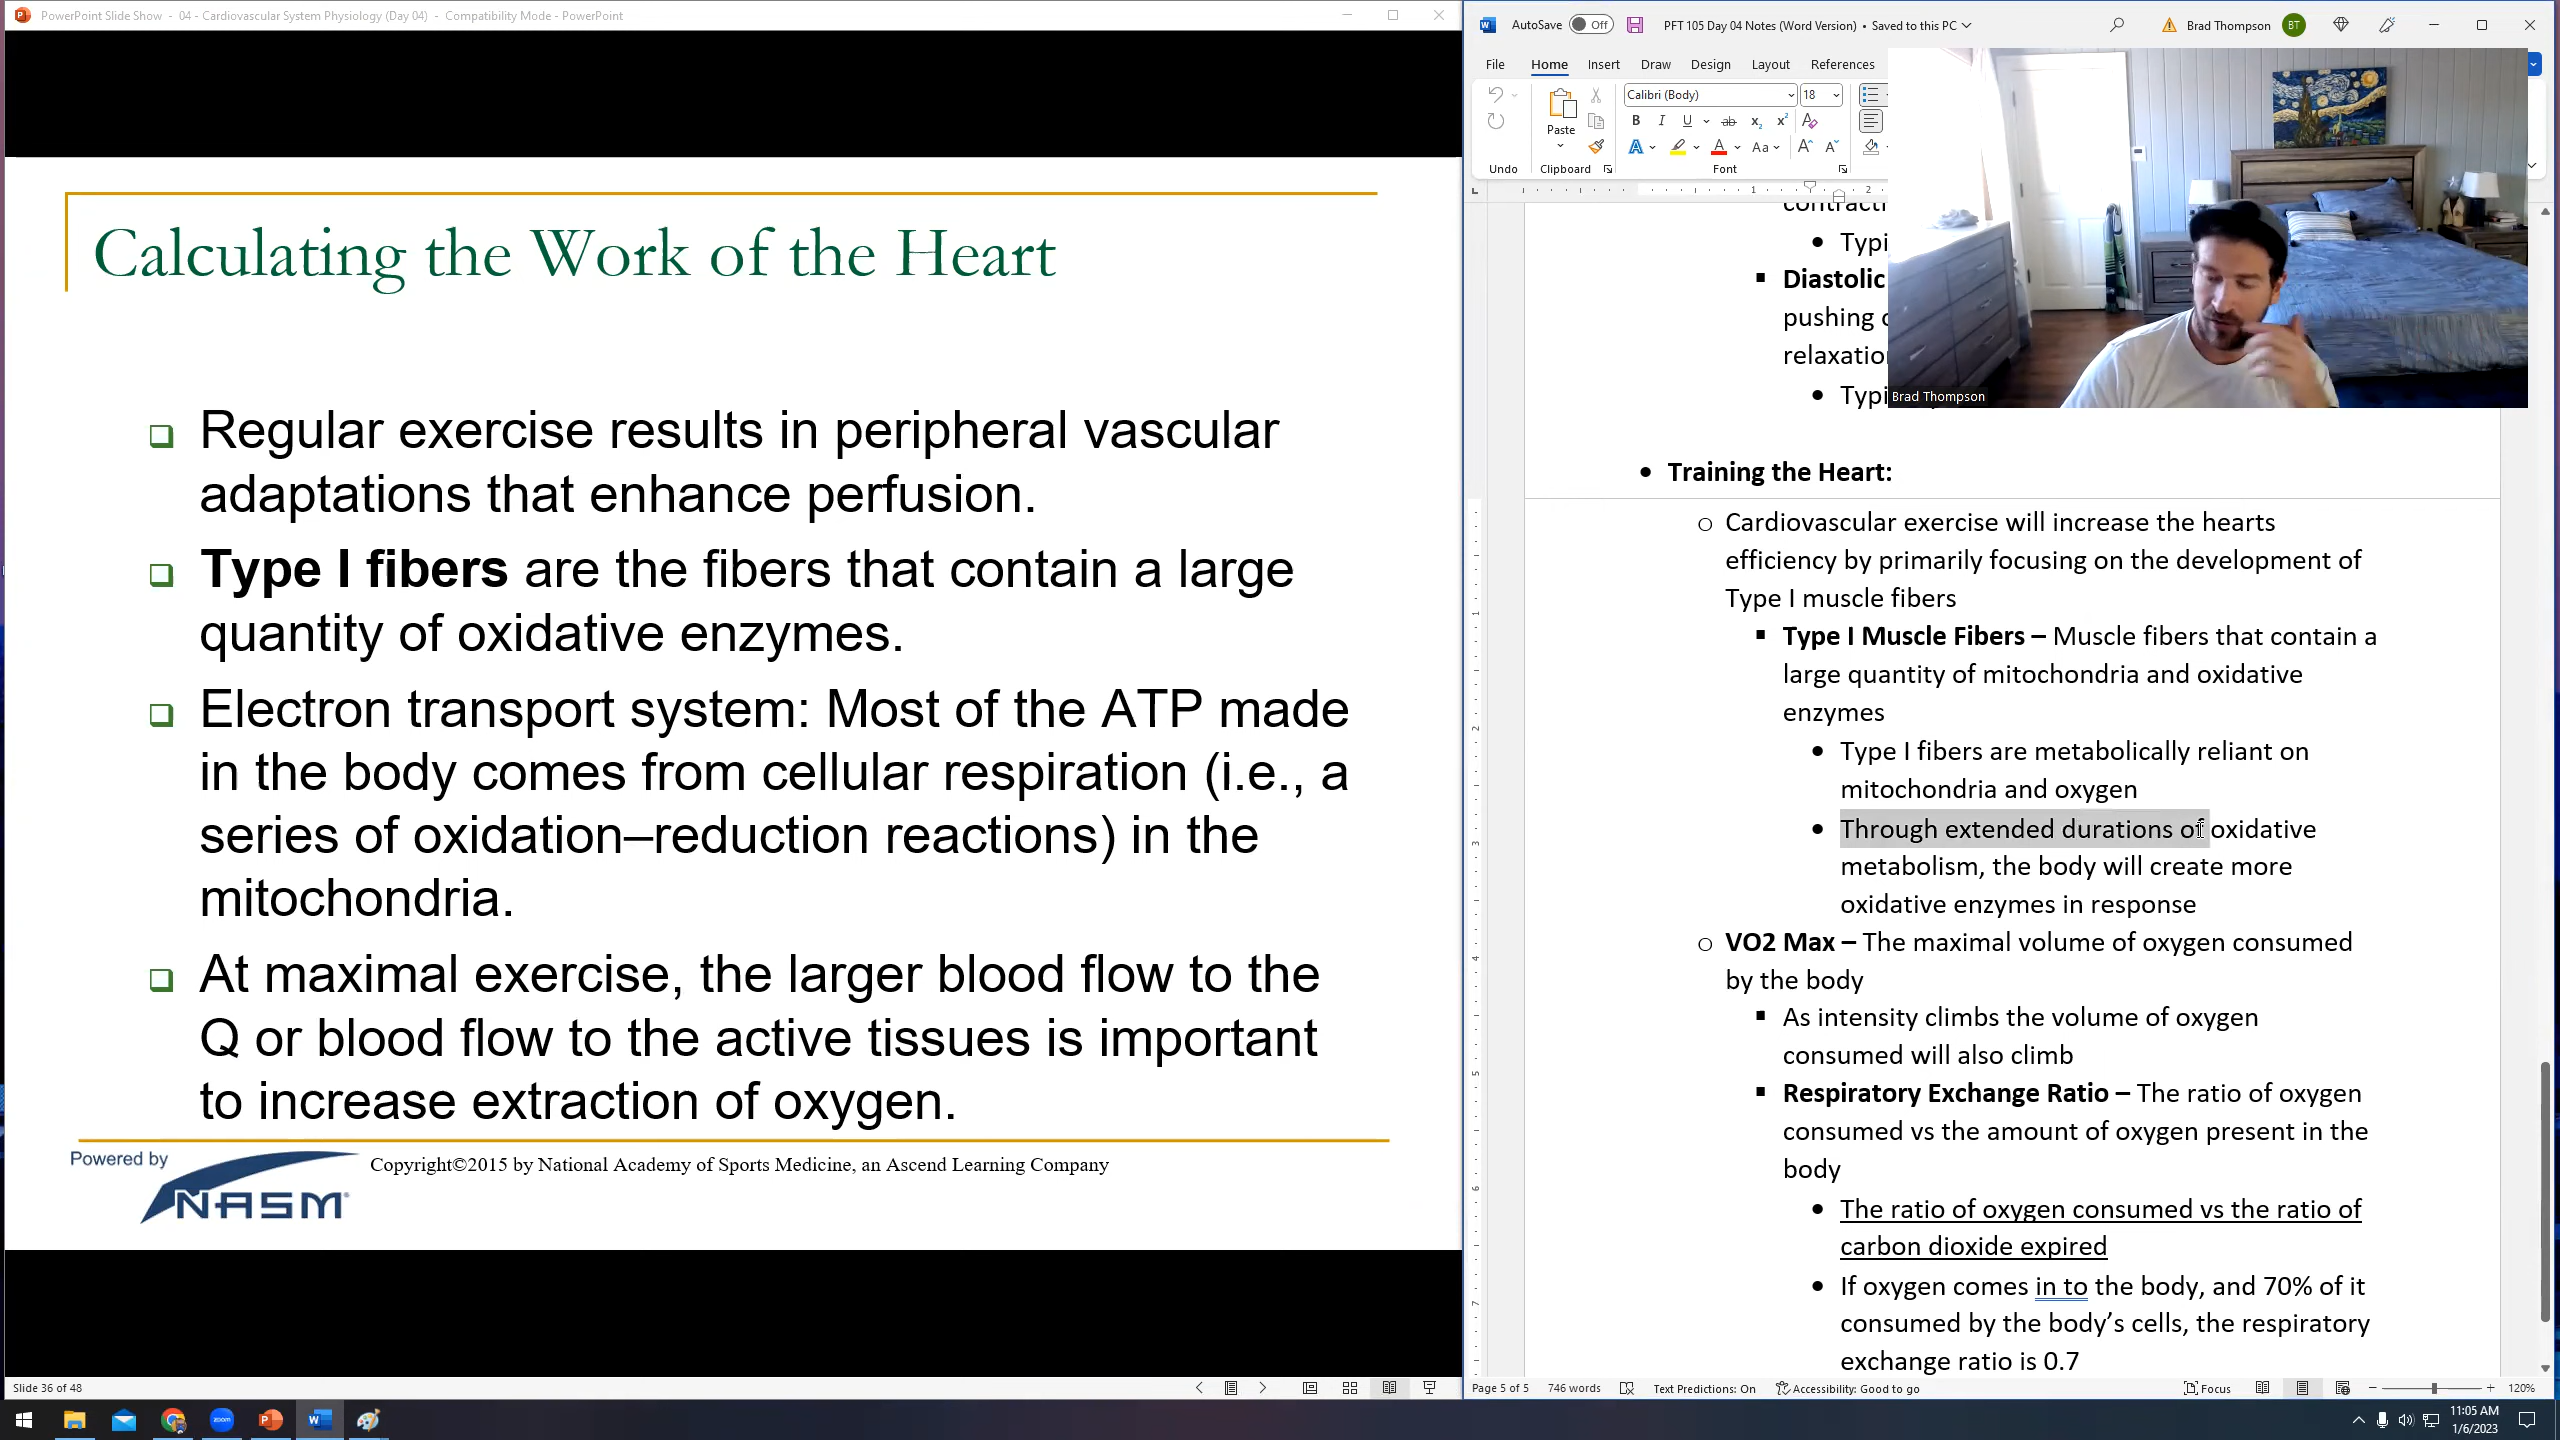 PowerPoint Slide Show - 04 - Cardiovascular System Physiology (Day 04) - Compatibility Mode - PowerPoint
Calculating the Work of the Heart
Regular exercise results in peripheral vascular
adaptations that enhance perfusion.
Type I fibers are the fibers that contain a large
quantity of oxidative enzymes.
Electron transport system: Most of the ATP made
in the body comes from cellular respiration (i.e., a
series of oxidation–reduction reactions) in the
mitochondria.
At maximal exercise, the larger blood flow to the
Q or blood flow to the active tissues is important
to increase extraction of oxygen.
Powered by
NASM
Copyright©2015 by National Academy of Sports Medicine, an Ascend Learning Company
Slide 36 of 48
AutoSave Off
PFT 105 Day 04 Notes (Word Version) • Saved to this PC
Brad Thompson BT
File Home Insert Draw Design Layout References
Calibri (Body) 18
Paste
Undo Clipboard Font
Typi
Diastolic
pushing
relaxation
Typi
Brad Thompson
Training the Heart:
Cardiovascular exercise will increase the hearts
efficiency by primarily focusing on the development of
Type I muscle fibers
Type I Muscle Fibers – Muscle fibers that contain a
large quantity of mitochondria and oxidative
enzymes
Type I fibers are metabolically reliant on
mitochondria and oxygen
Through extended durations of oxidative
metabolism, the body will create more
oxidative enzymes in response
VO2 Max – The maximal volume of oxygen consumed
by the body
As intensity climbs the volume of oxygen
consumed will also climb
Respiratory Exchange Ratio – The ratio of oxygen
consumed vs the amount of oxygen present in the
body
The ratio of oxygen consumed vs the ratio of
carbon dioxide expired
If oxygen comes in to the body, and 70% of it
consumed by the body's cells, the respiratory
exchange ratio is 0.7
Page 5 of 5 746 words Text Predictions: On Accessibility: Good to go Focus 120%
zoom
11:05 AM
1/6/2023